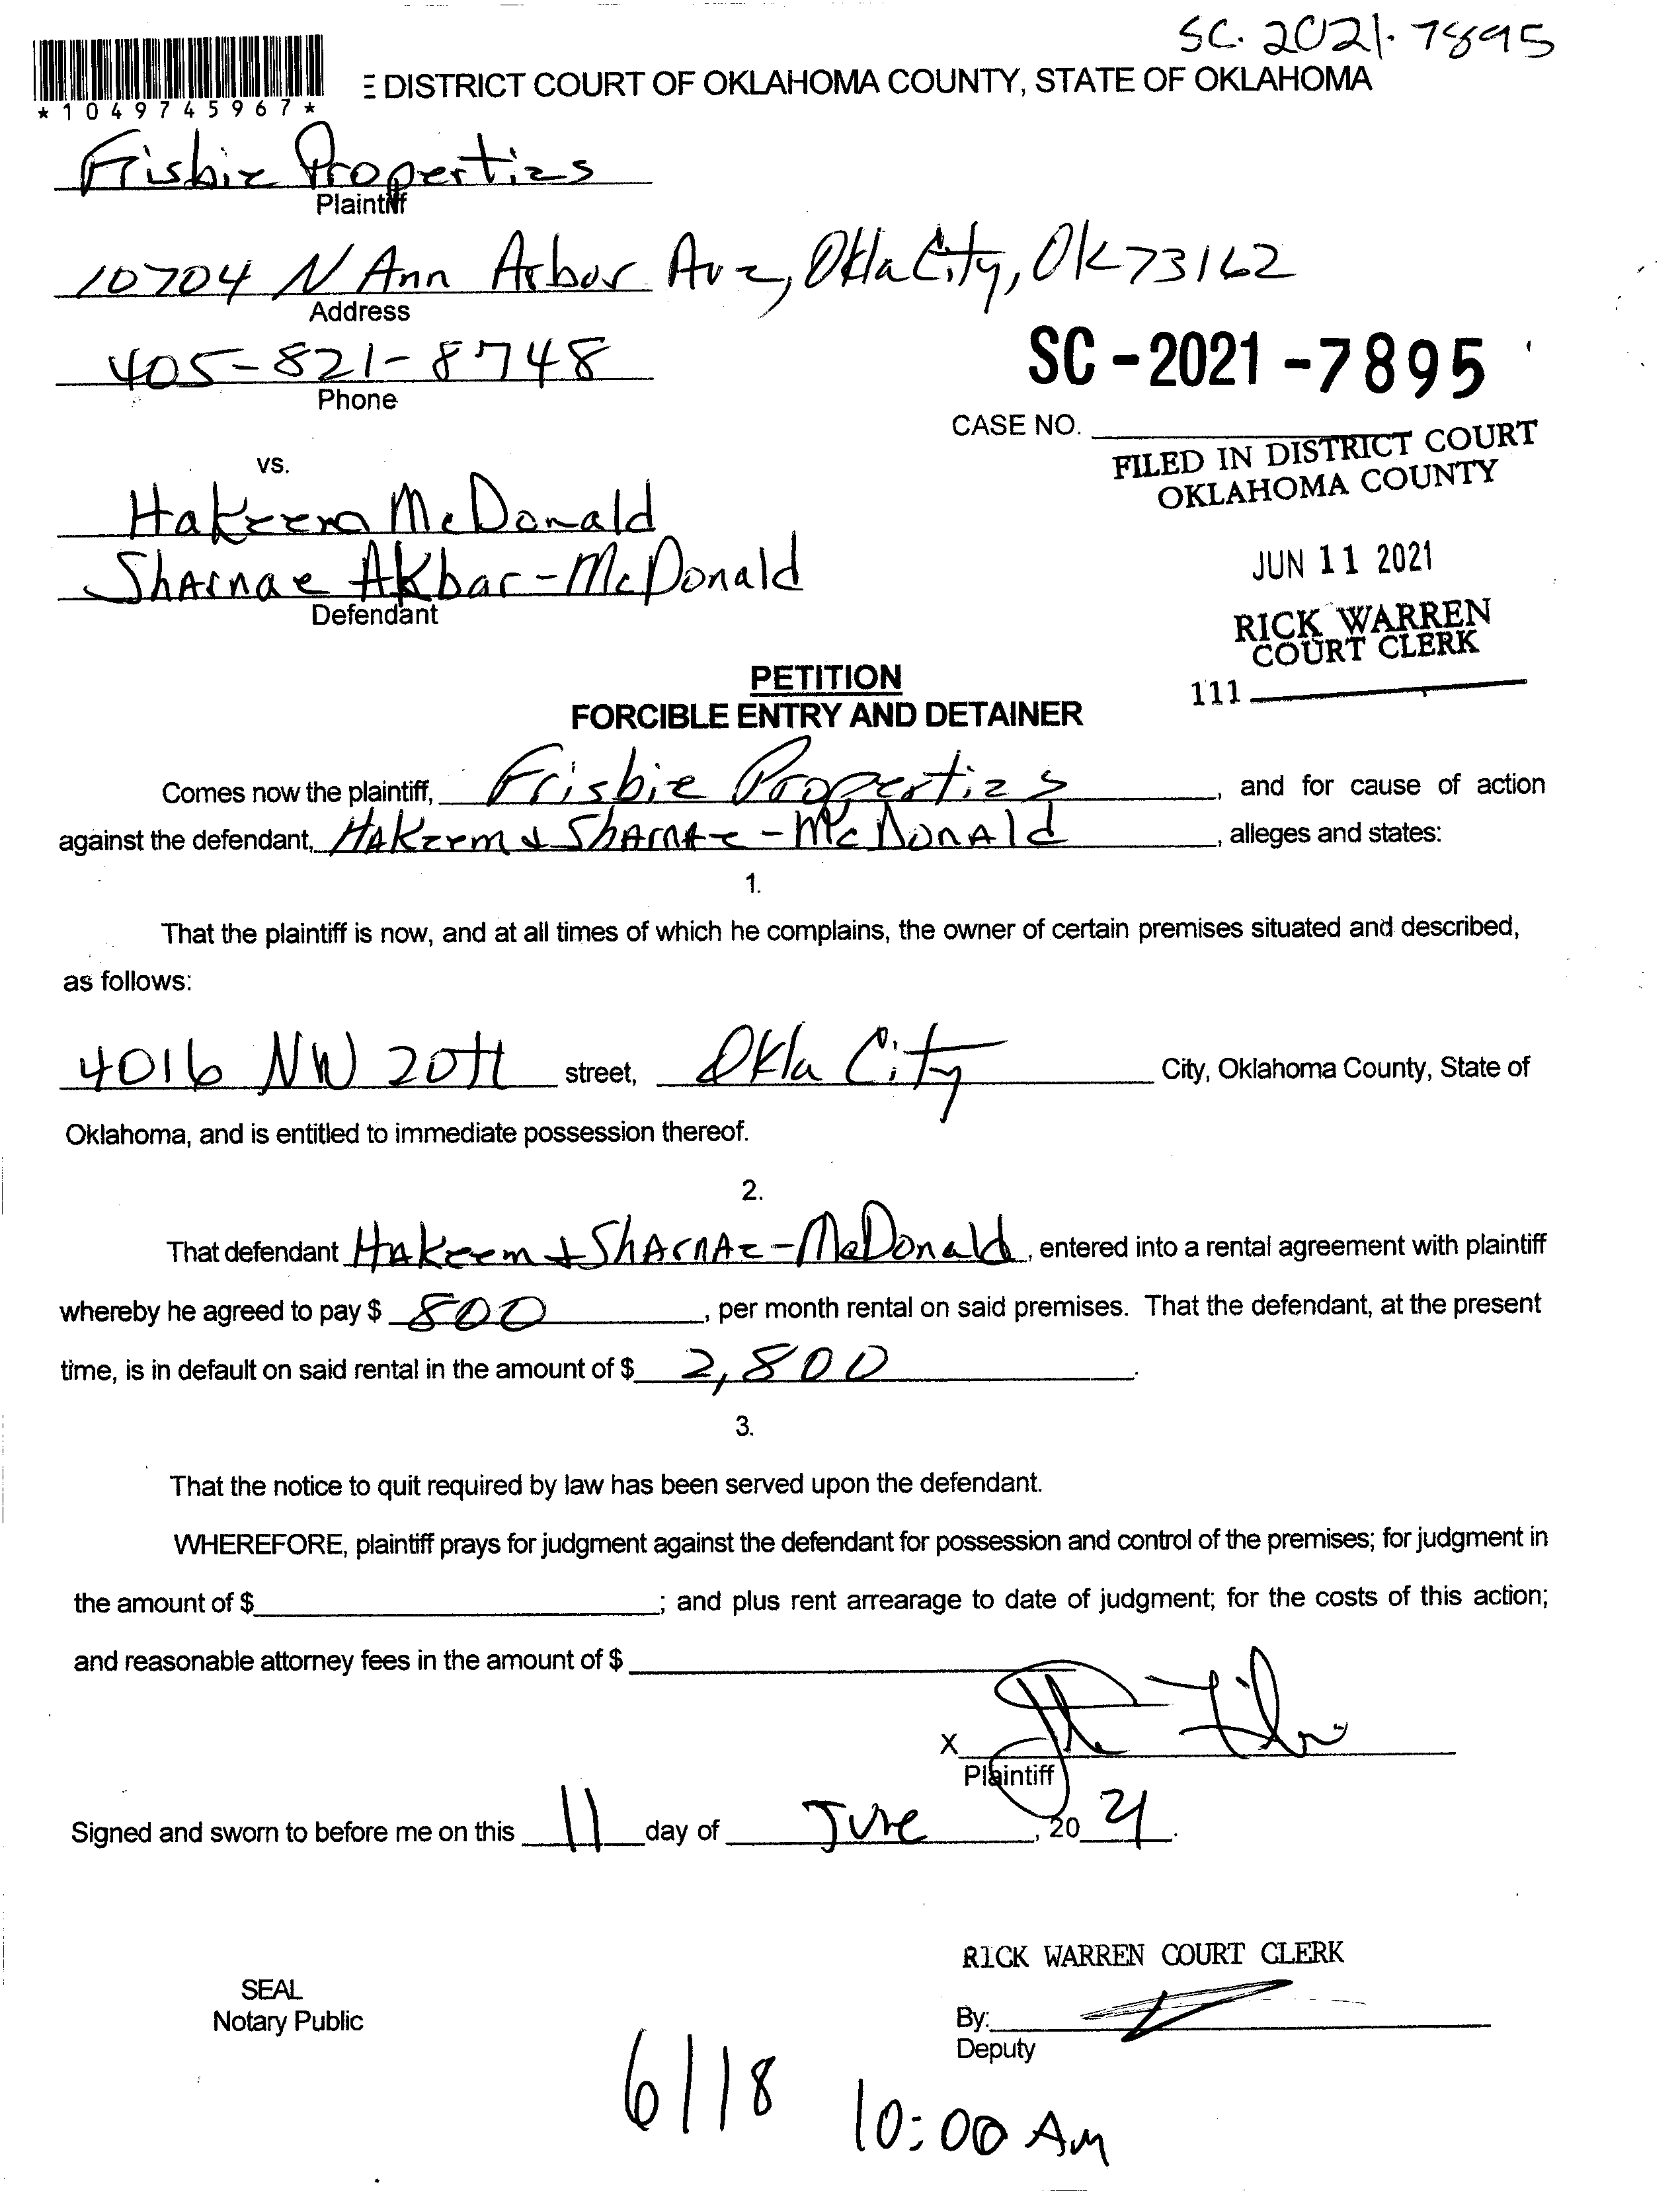 SC. 2021. 7895
*1049745967*
E DISTRICT COURT OF OKLAHOMA COUNTY, STATE OF OKLAHOMA
Frisbie Properties
Plaintiff
10704 N Ann Arbor Ave, Okla City, OK 73162
Address
405-821-8748
Phone
SC-2021-7895
CASE NO.
FILED IN DISTRICT COURT
OKLAHOMA COUNTY
vs.
Hakeem McDonald
Sharnae Akbar-McDonald
Defendant
JUN 11 2021
RICK WARREN
COURT CLERK
111
PETITION
FORCIBLE ENTRY AND DETAINER
Comes now the plaintiff, Frisbie Properties, and for cause of action
against the defendant, Hakeem & Sharnae-McDonald, alleges and states:
1.
That the plaintiff is now, and at all times of which he complains, the owner of certain premises situated and described,
as follows:
4016 NW 20th street, Okla City City, Oklahoma County, State of
Oklahoma, and is entitled to immediate possession thereof.
2.
That defendant Hakeem & Sharnae-McDonald, entered into a rental agreement with plaintiff
whereby he agreed to pay $ 800, per month rental on said premises. That the defendant, at the present
time, is in default on said rental in the amount of $ 2,800.
3.
That the notice to quit required by law has been served upon the defendant.
WHEREFORE, plaintiff prays for judgment against the defendant for possession and control of the premises; for judgment in
the amount of $; and plus rent arrearage to date of judgment; for the costs of this action;
and reasonable attorney fees in the amount of $
X
Plaintiff
Signed and sworn to before me on this 11 day of June, 20 21.
RICK WARREN COURT CLERK
SEAL
Notary Public
By:
Deputy
6/18 10:00 AM